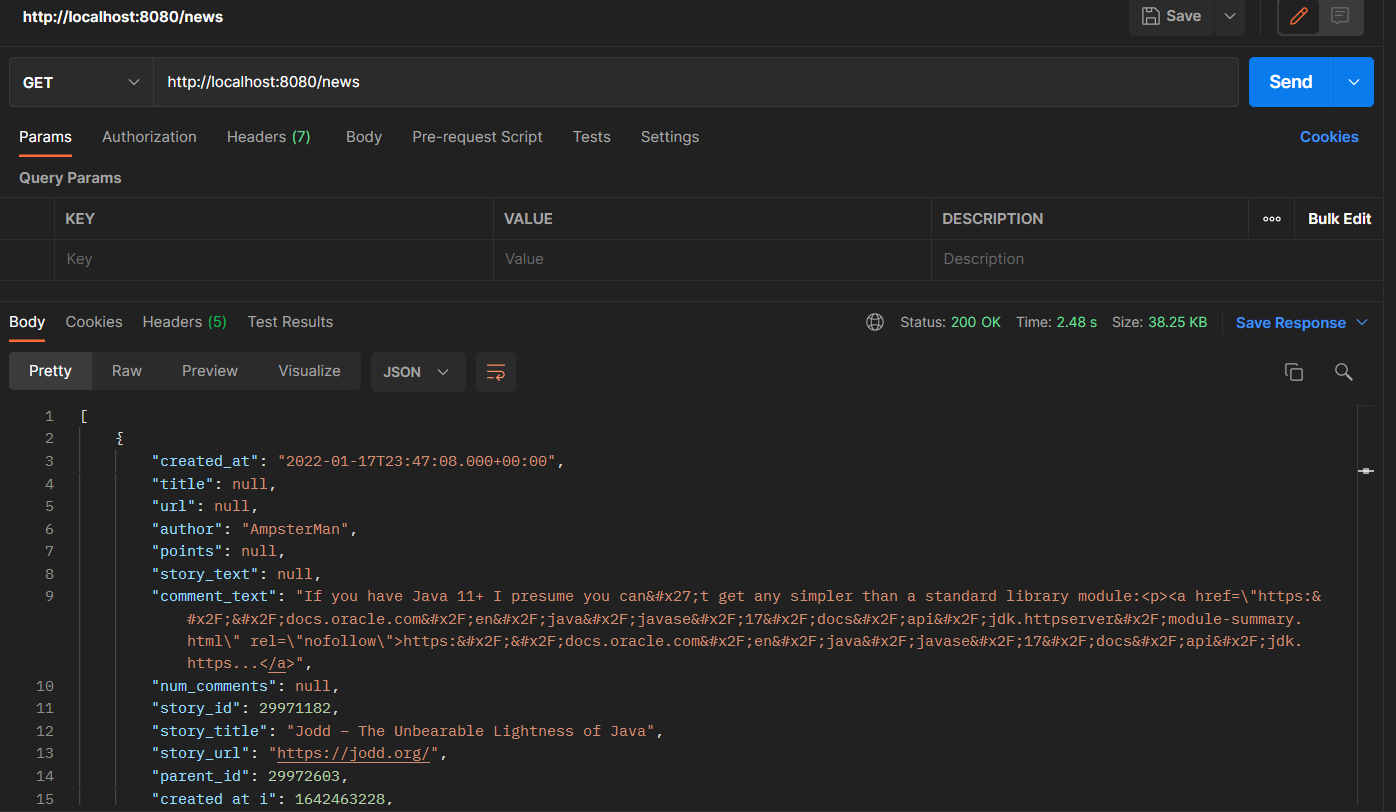 http://localhost:8080/news
Save
GET
http://localhost:8080/news
Send
Params Authorization Headers (7) Body Pre-request Script Tests Settings Cookies
Query Params
KEY VALUE DESCRIPTION Bulk Edit
Key Value Description
Body Cookies Headers (5) Test Results Status: 200 OK Time: 2.48 s Size: 38.25 KB Save Response
Pretty Raw Preview Visualize JSON
1 [
2 {
3 "created_at": "2022-01-17T23:47:08.000+00:00",
4 "title": null,
5 "url": null,
6 "author": "AmpsterMan",
7 "points": null,
8 "story_text": null,
9 "comment_text": "If you have Java 11+ I presume you can&#x27;t get any simpler than a standard library module:<p><a href=\"https:&
#x2F;&#x2F;docs.oracle.com&#x2F;en&#x2F;java&#x2F;javase&#x2F;17&#x2F;docs&#x2F;api&#x2F;jdk.httpserver&#x2F;module-summary.
html\" rel=\"nofollow\">https:&#x2F;&#x2F;docs.oracle.com&#x2F;en&#x2F;java&#x2F;javase&#x2F;17&#x2F;docs&#x2F;api&#x2F;jdk.
https...</a>",
10 "num_comments": null,
11 "story_id": 29971182,
12 "story_title": "Jodd – The Unbearable Lightness of Java",
13 "story_url": "https://jodd.org/",
14 "parent_id": 29972603,
15 "created_at_i": 1642463228,